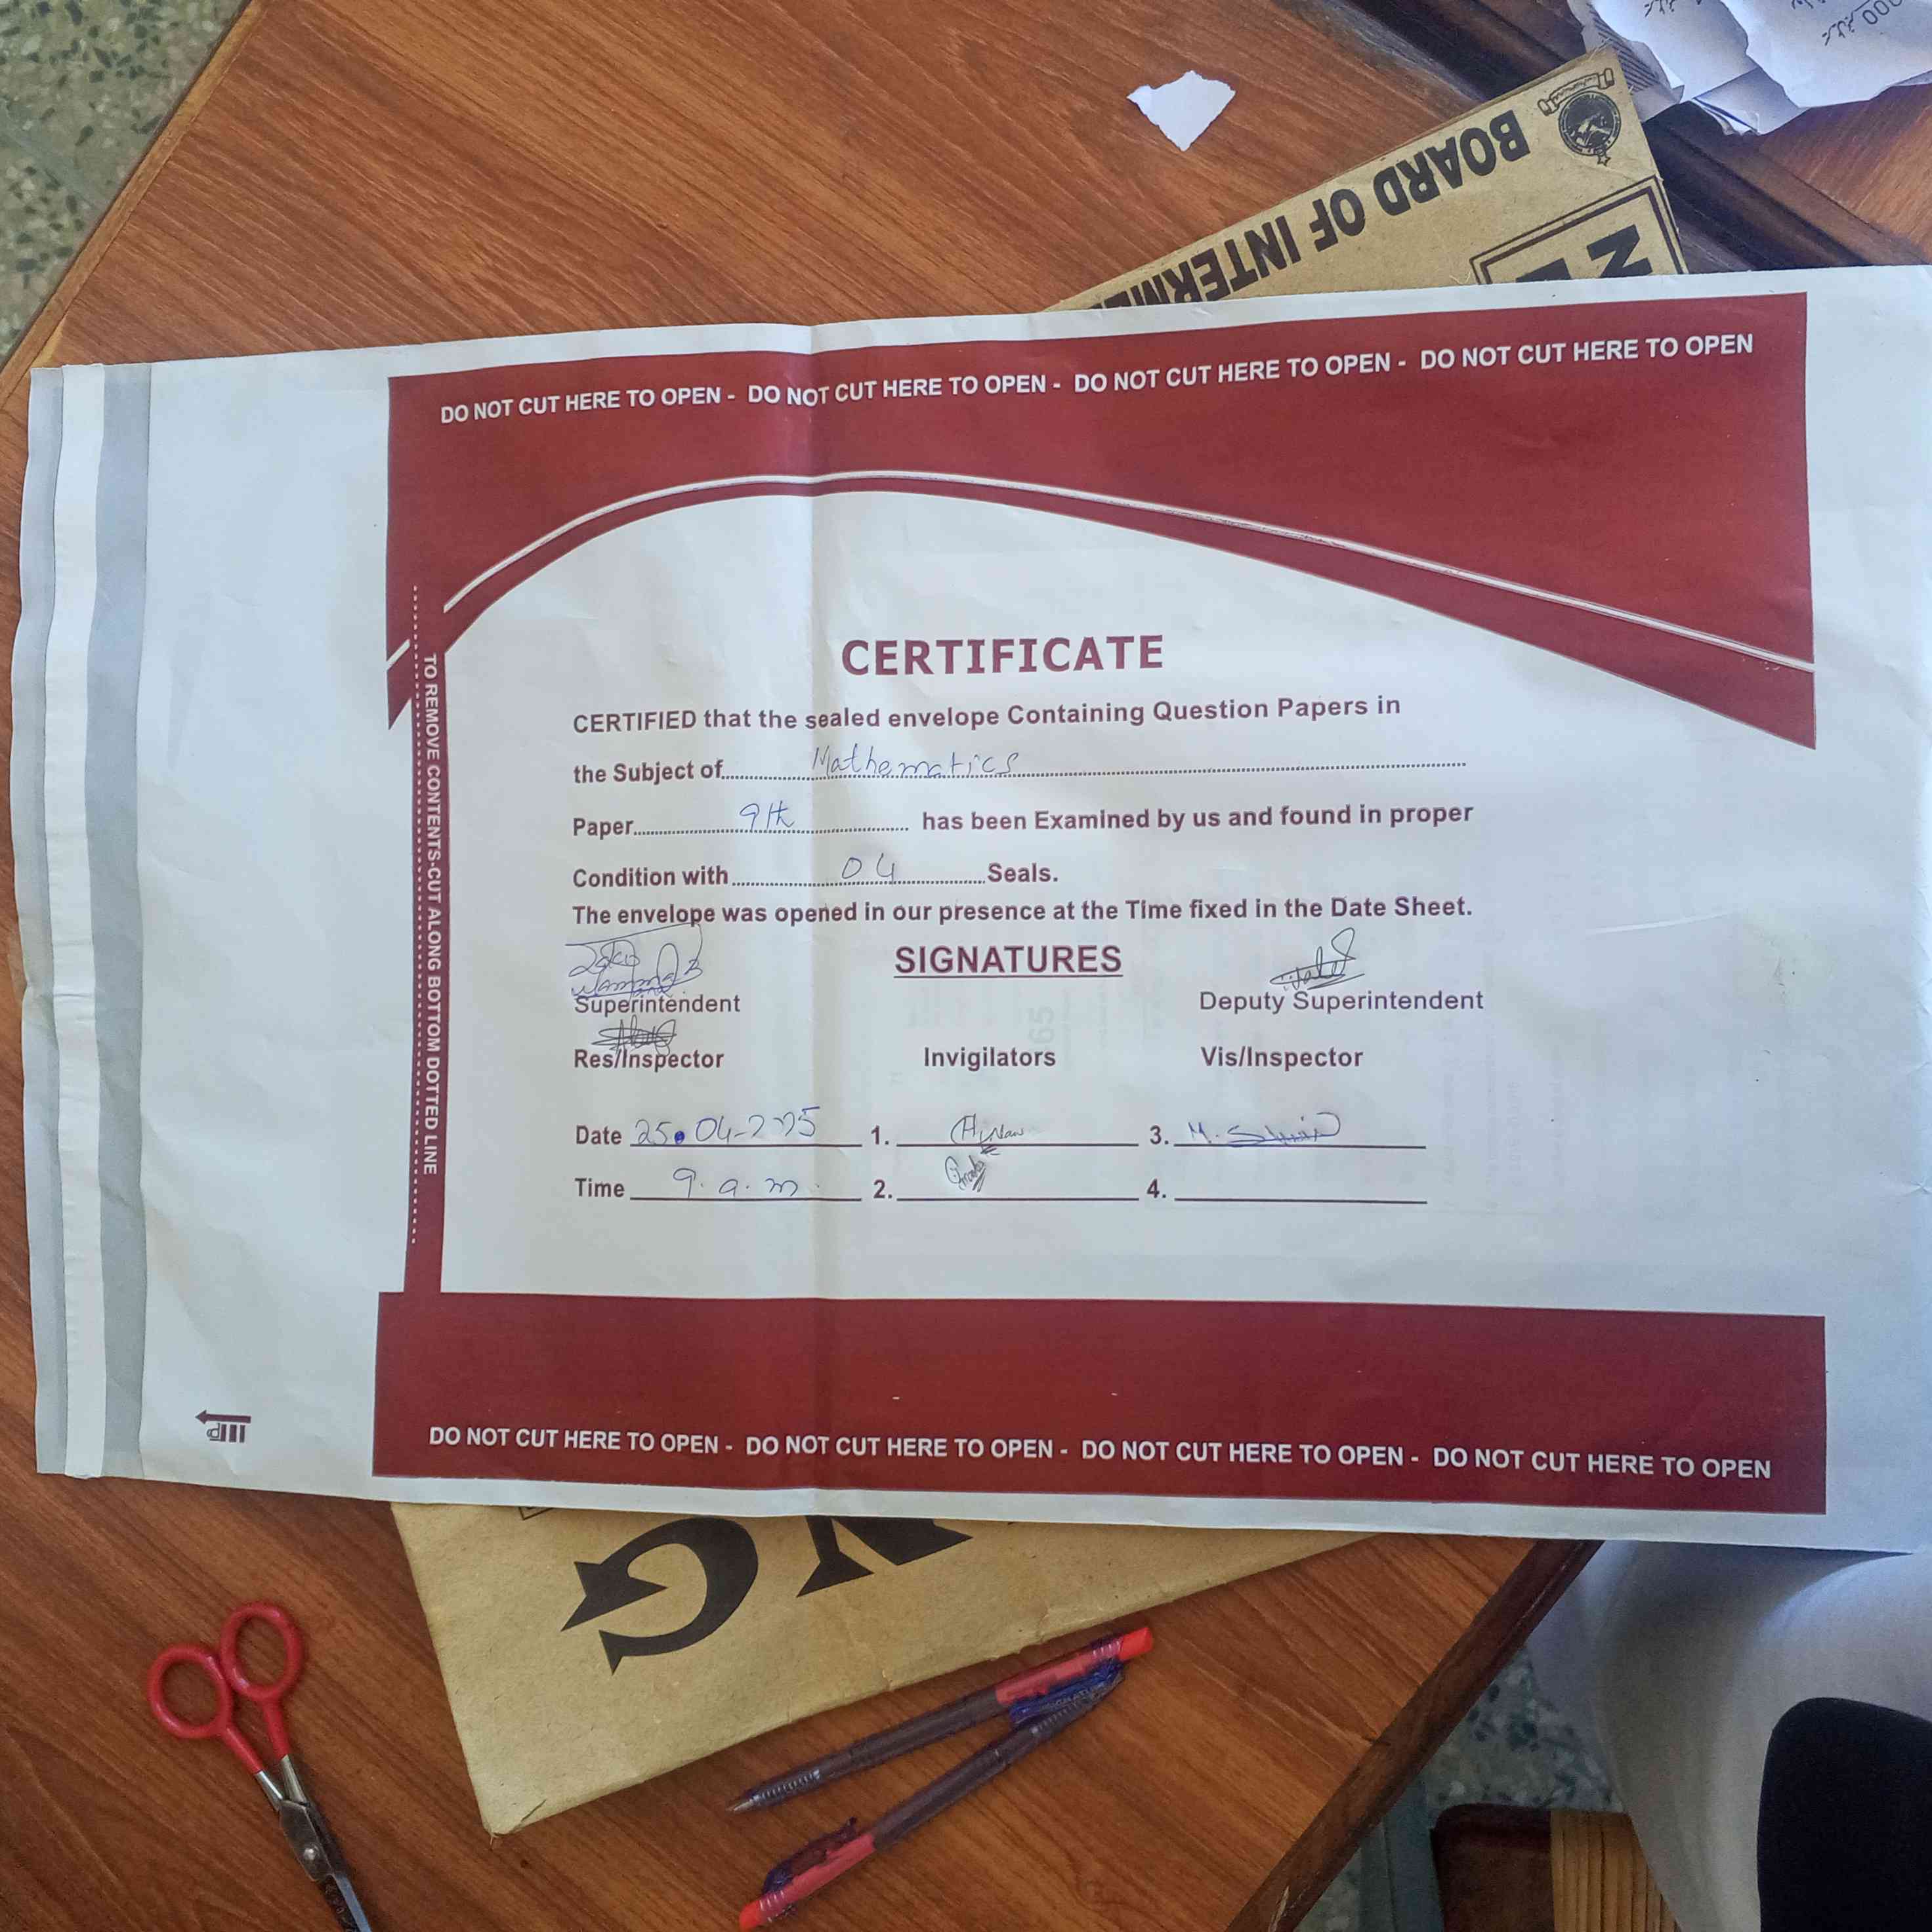 BOARD OF INTERME
DO NOT CUT HERE TO OPEN - DO NOT CUT HERE TO OPEN - DO NOT CUT HERE TO OPEN - DO NOT CUT HERE TO OPEN
TO REMOVE CONTENTS-CUT ALONG BOTTOM DOTTED LINE
CERTIFICATE
CERTIFIED that the sealed envelope Containing Question Papers in
the Subject of Mathematics
Paper 9th has been Examined by us and found in proper
Condition with 04 Seals.
The envelope was opened in our presence at the Time fixed in the Date Sheet.
SIGNATURES
Superintendent Deputy Superintendent
Res/Inspector Invigilators Vis/Inspector
Date 25.04-2025 1. 3. M.
Time 9.a.m. 2. 4.
DO NOT CUT HERE TO OPEN - DO NOT CUT HERE TO OPEN - DO NOT CUT HERE TO OPEN - DO NOT CUT HERE TO OPEN